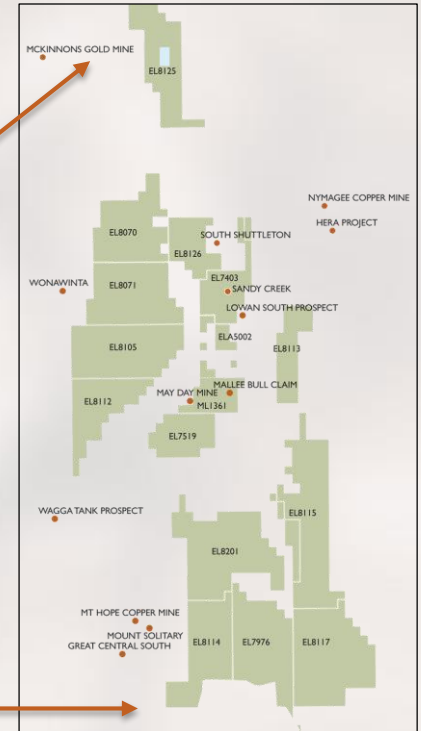 MCKINNONS GOLD MINE
EL8125
NYMAGEE COPPER MINE
HERA PROJECT
EL8070
SOUTH SHUTTLETON
EL8126
EL7403
WONAWINTA
EL8071
SANDY CREEK
LOWAN SOUTH PROSPECT
ELA5002
EL8105
EL8113
MALLEE BULL CLAIM
MAY DAY MINE
EL8112
ML1361
EL7519
EL8115
WAGGA TANK PROSPECT
EL8201
MT HOPE COPPER MINE
MOUNT SOLITARY
GREAT CENTRAL SOUTH
EL8114
EL7976
EL8117